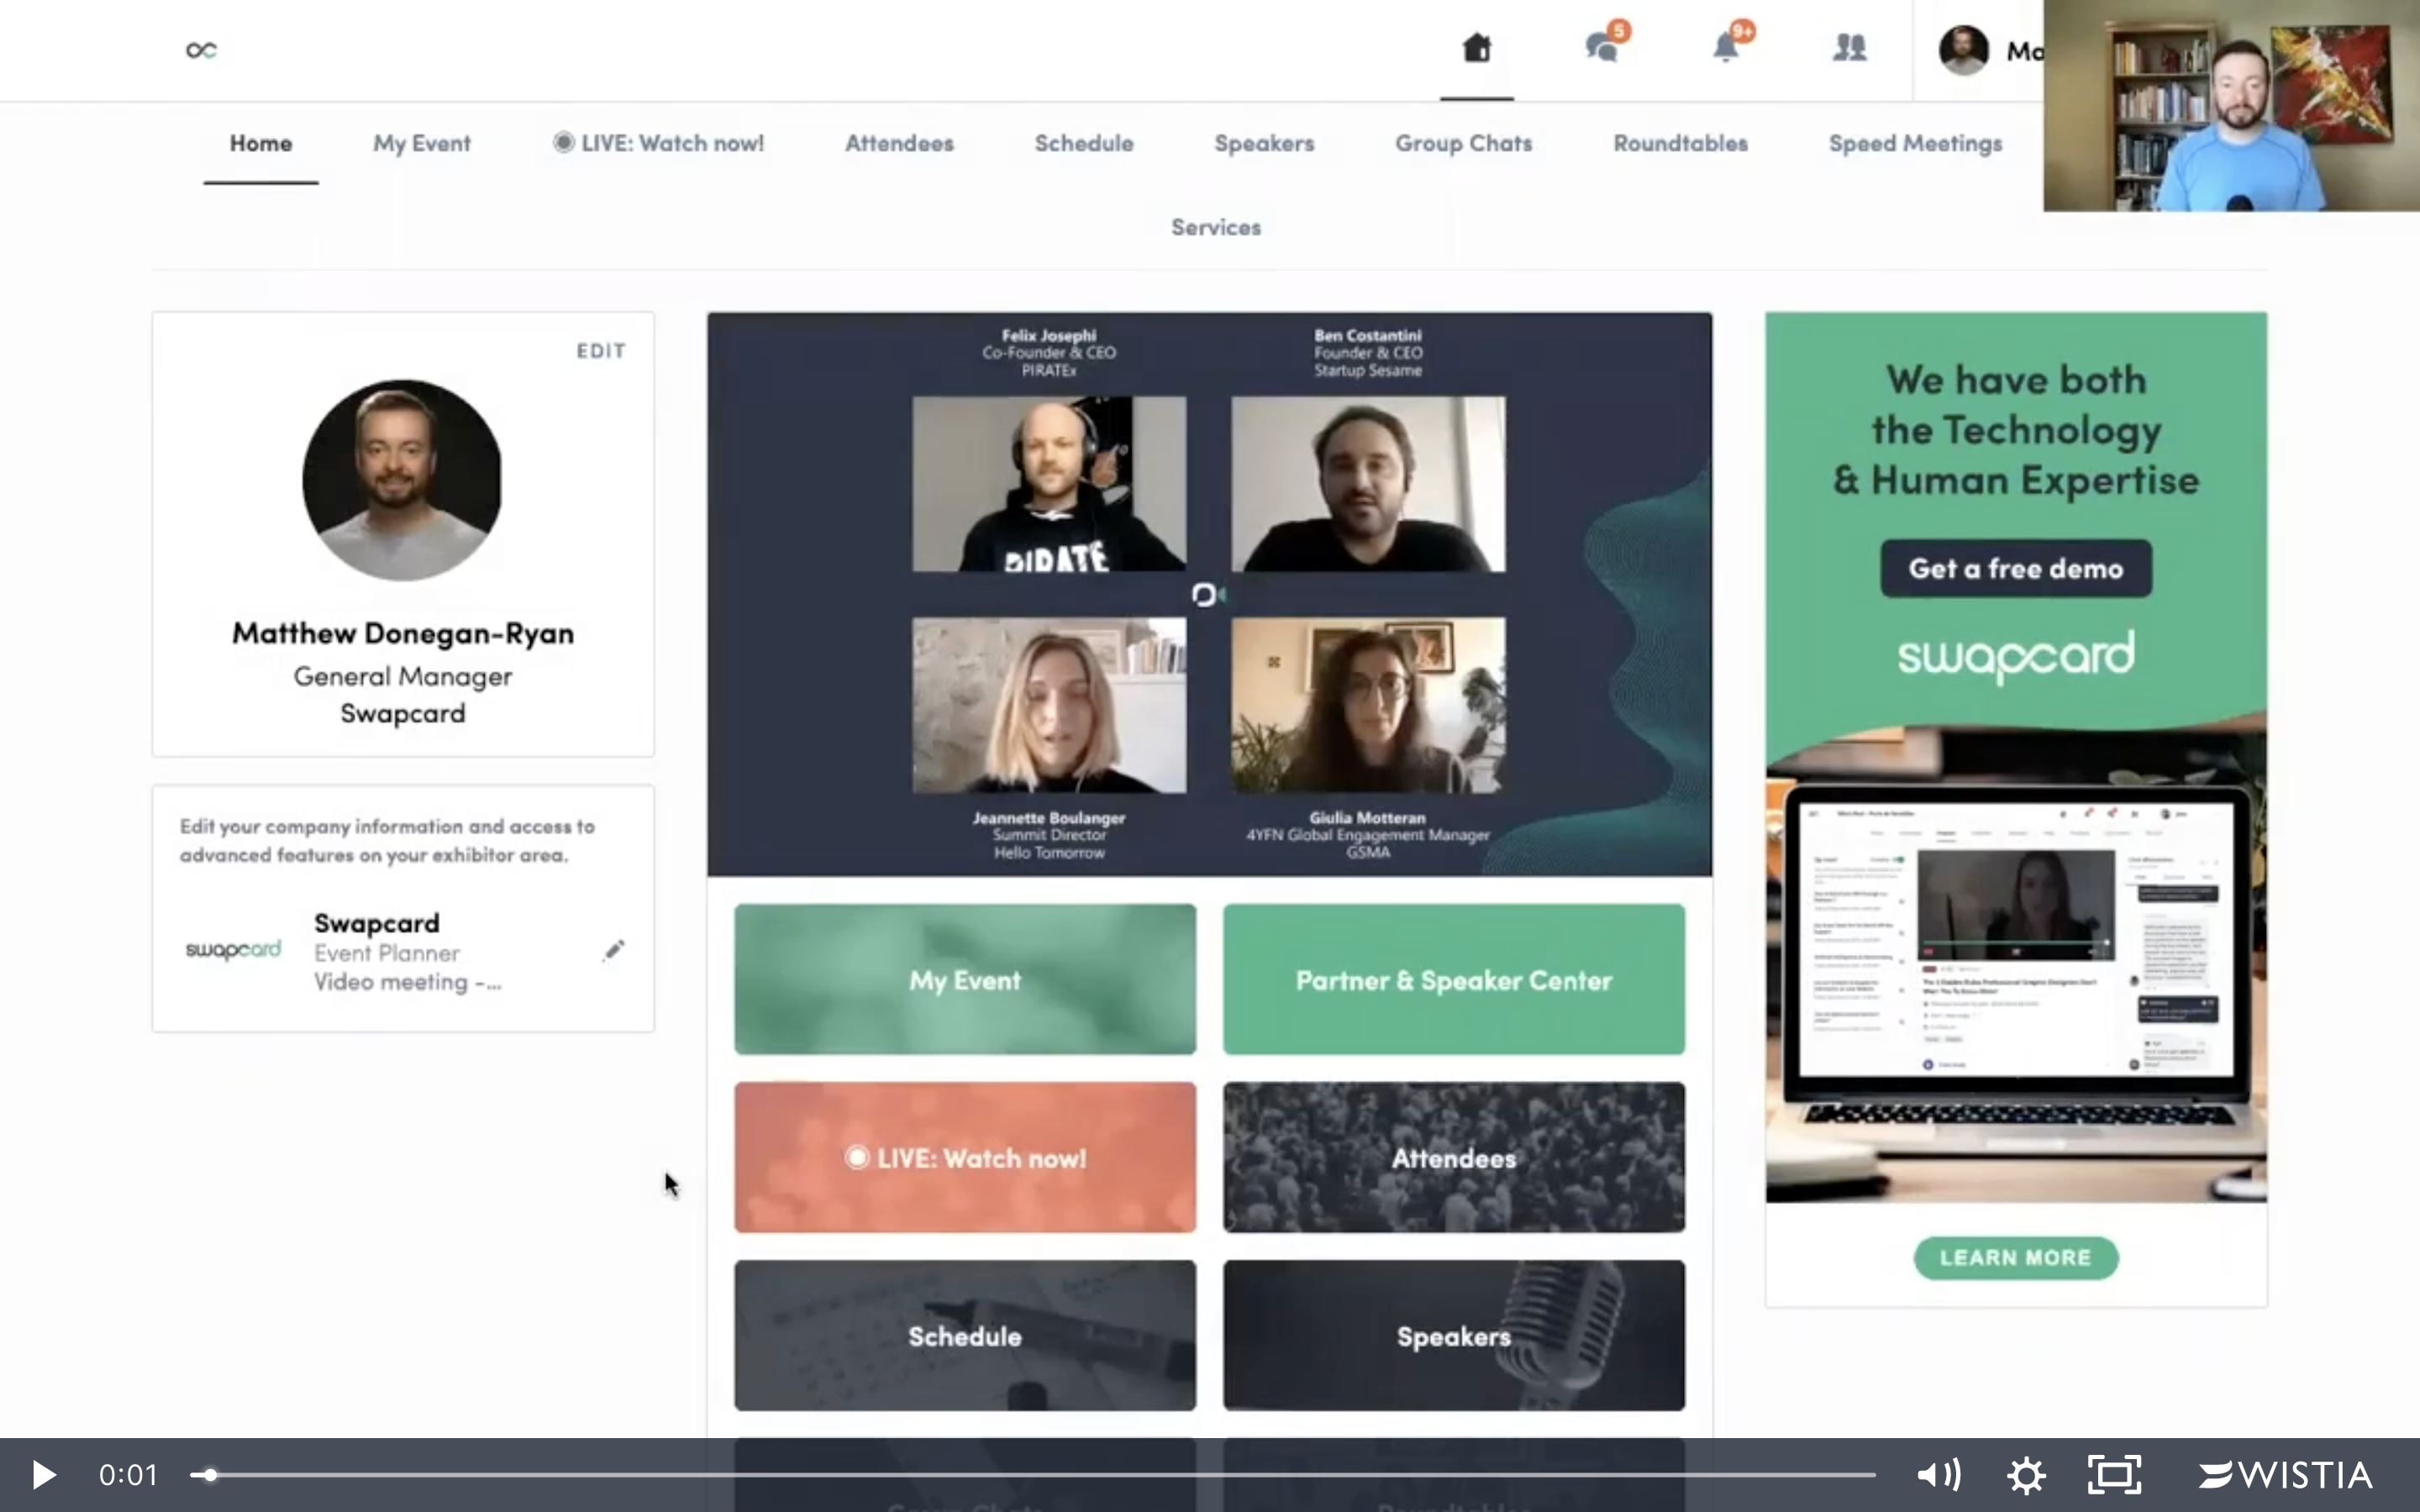 5
9+
Ma
Home
My Event
LIVE: Watch now!
Attendees
Schedule
Speakers
Group Chats
Roundtables
Speed Meetings
Services
EDIT
Matthew Donegan-Ryan
General Manager
Swapcard
Edit your company information and access to
advanced features on your exhibitor area.
swapcard
Swapcard
Event Planner
Video meeting -...
Felix Josephi
Co-Founder & CEO
PIRATEx
Ben Costantini
Founder & CEO
Startup Sesame
PIRATE
Jeannette Boulanger
Summit Director
Hello Tomorrow
Giulia Motteran
4YFN Global Engagement Manager
GSMA
My Event
Partner & Speaker Center
LIVE: Watch now!
Attendees
Schedule
Speakers
Group Chats
Roundtables
We have both
the Technology
& Human Expertise
Get a free demo
swapcard
LEARN MORE
0:01
WISTIA